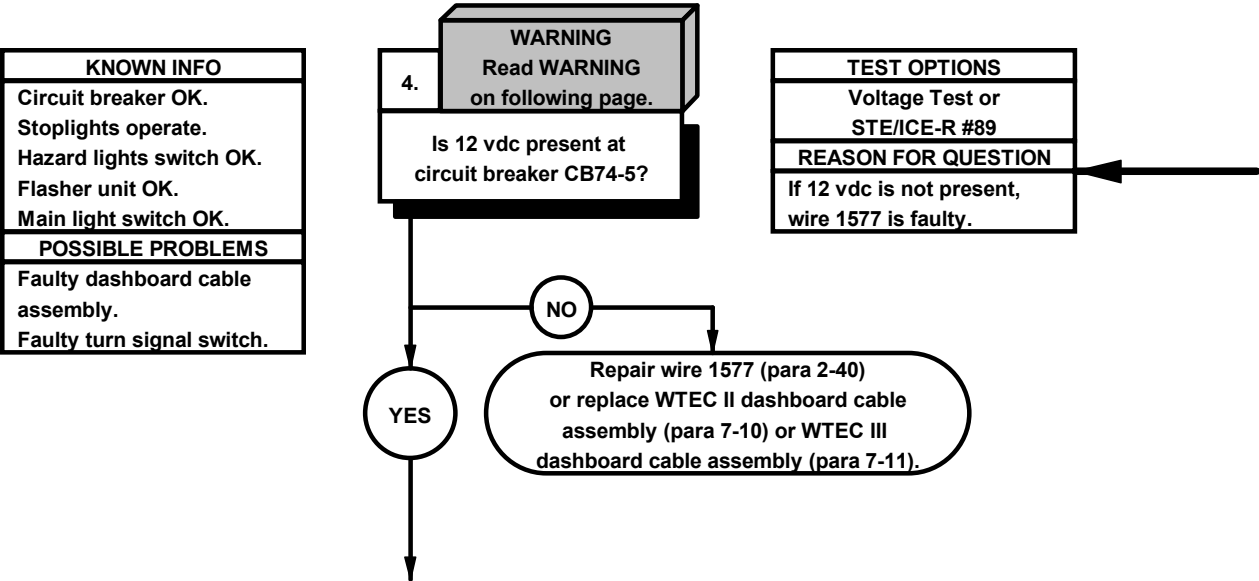 KNOWN INFO
Circuit breaker OK.
Stoplights operate.
Hazard lights switch OK.
Flasher unit OK.
Main light switch OK.
POSSIBLE PROBLEMS
Faulty dashboard cable
assembly.
Faulty turn signal switch.
WARNING
Read WARNING
on following page.
4.
Is 12 vdc present at
circuit breaker CB74-5?
TEST OPTIONS
Voltage Test or
STE/ICE-R #89
REASON FOR QUESTION
If 12 vdc is not present,
wire 1577 is faulty.
NO
YES
Repair wire 1577 (para 2-40)
or replace WTEC II dashboard cable
assembly (para 7-10) or WTEC III
dashboard cable assembly (para 7-11).